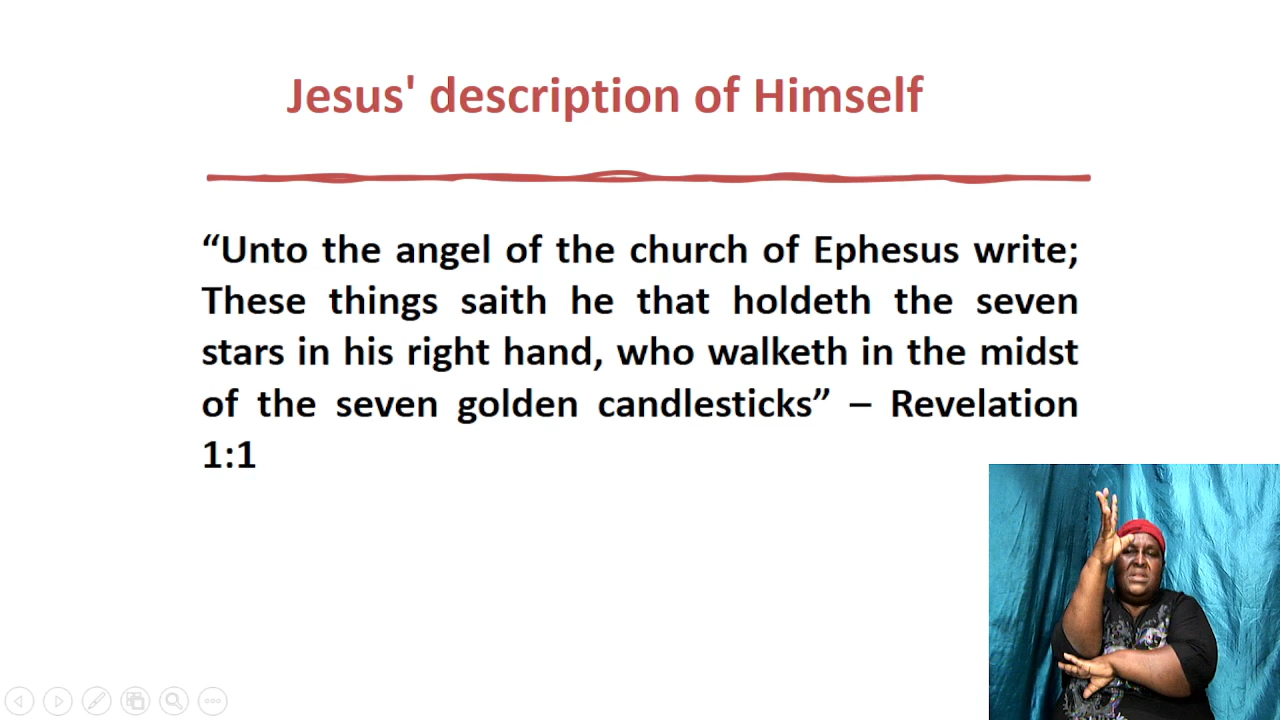 Jesus' description of Himself
“Unto the angel of the church of Ephesus write;
These things saith he that holdeth the seven
stars in his right hand, who walketh in the midst
of the seven golden candlesticks” – Revelation
1:1